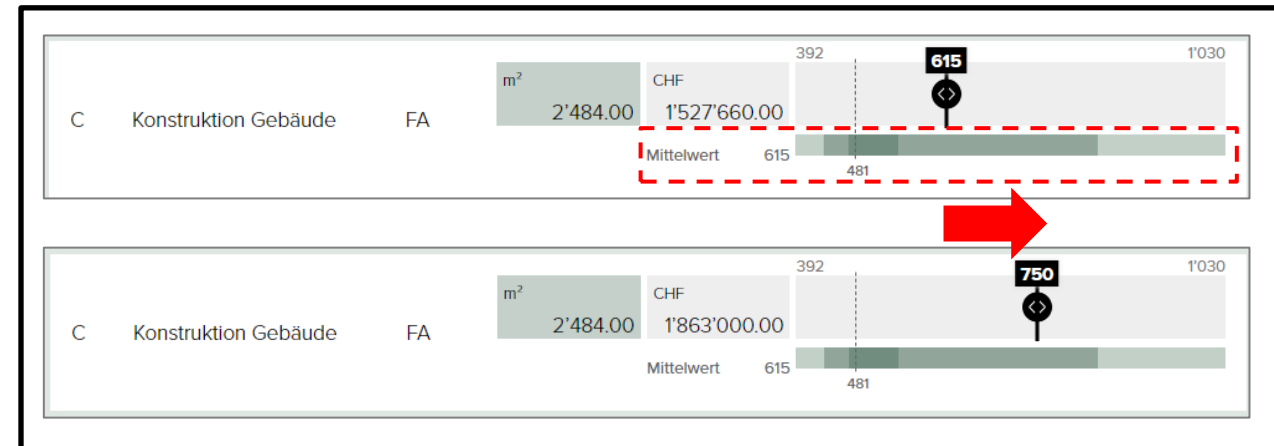 392 1'030
615
m² CHF
2'484.00 1'527'660.00
C Konstruktion Gebäude FA
Mittelwert 615
481
392 1'030
750
m² CHF
2'484.00 1'863'000.00
C Konstruktion Gebäude FA
Mittelwert 615
481